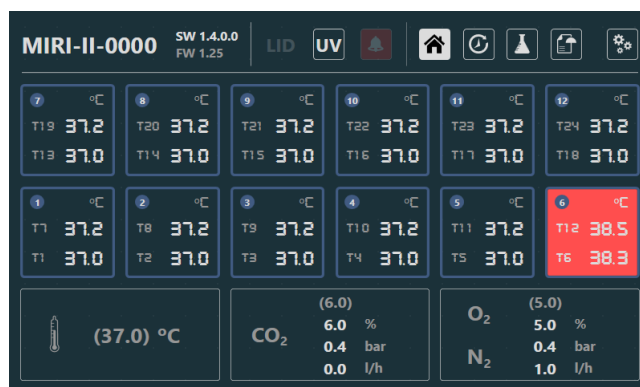 MIRI-II-0000 SW 1.4.0.0 LID UV
FW 1.25
7 °C 8 °C 9 °C 10 °C 11 °C 12 °C
T19 37.2 T20 37.2 T21 37.2 T22 37.2 T23 37.2 T24 37.2
T13 37.0 T14 37.0 T15 37.0 T16 37.0 T17 37.0 T18 37.0
1 °C 2 °C 3 °C 4 °C 5 °C 6 °C
T7 37.2 T8 37.2 T9 37.2 T10 37.2 T11 37.2 T12 38.5
T1 37.0 T2 37.0 T3 37.0 T4 37.0 T5 37.0 T6 38.3
(37.0) °C
(6.0)
CO₂
6.0 %
0.4 bar
0.0 l/h
(5.0)
O₂
5.0 %
N₂
0.4 bar
1.0 l/h